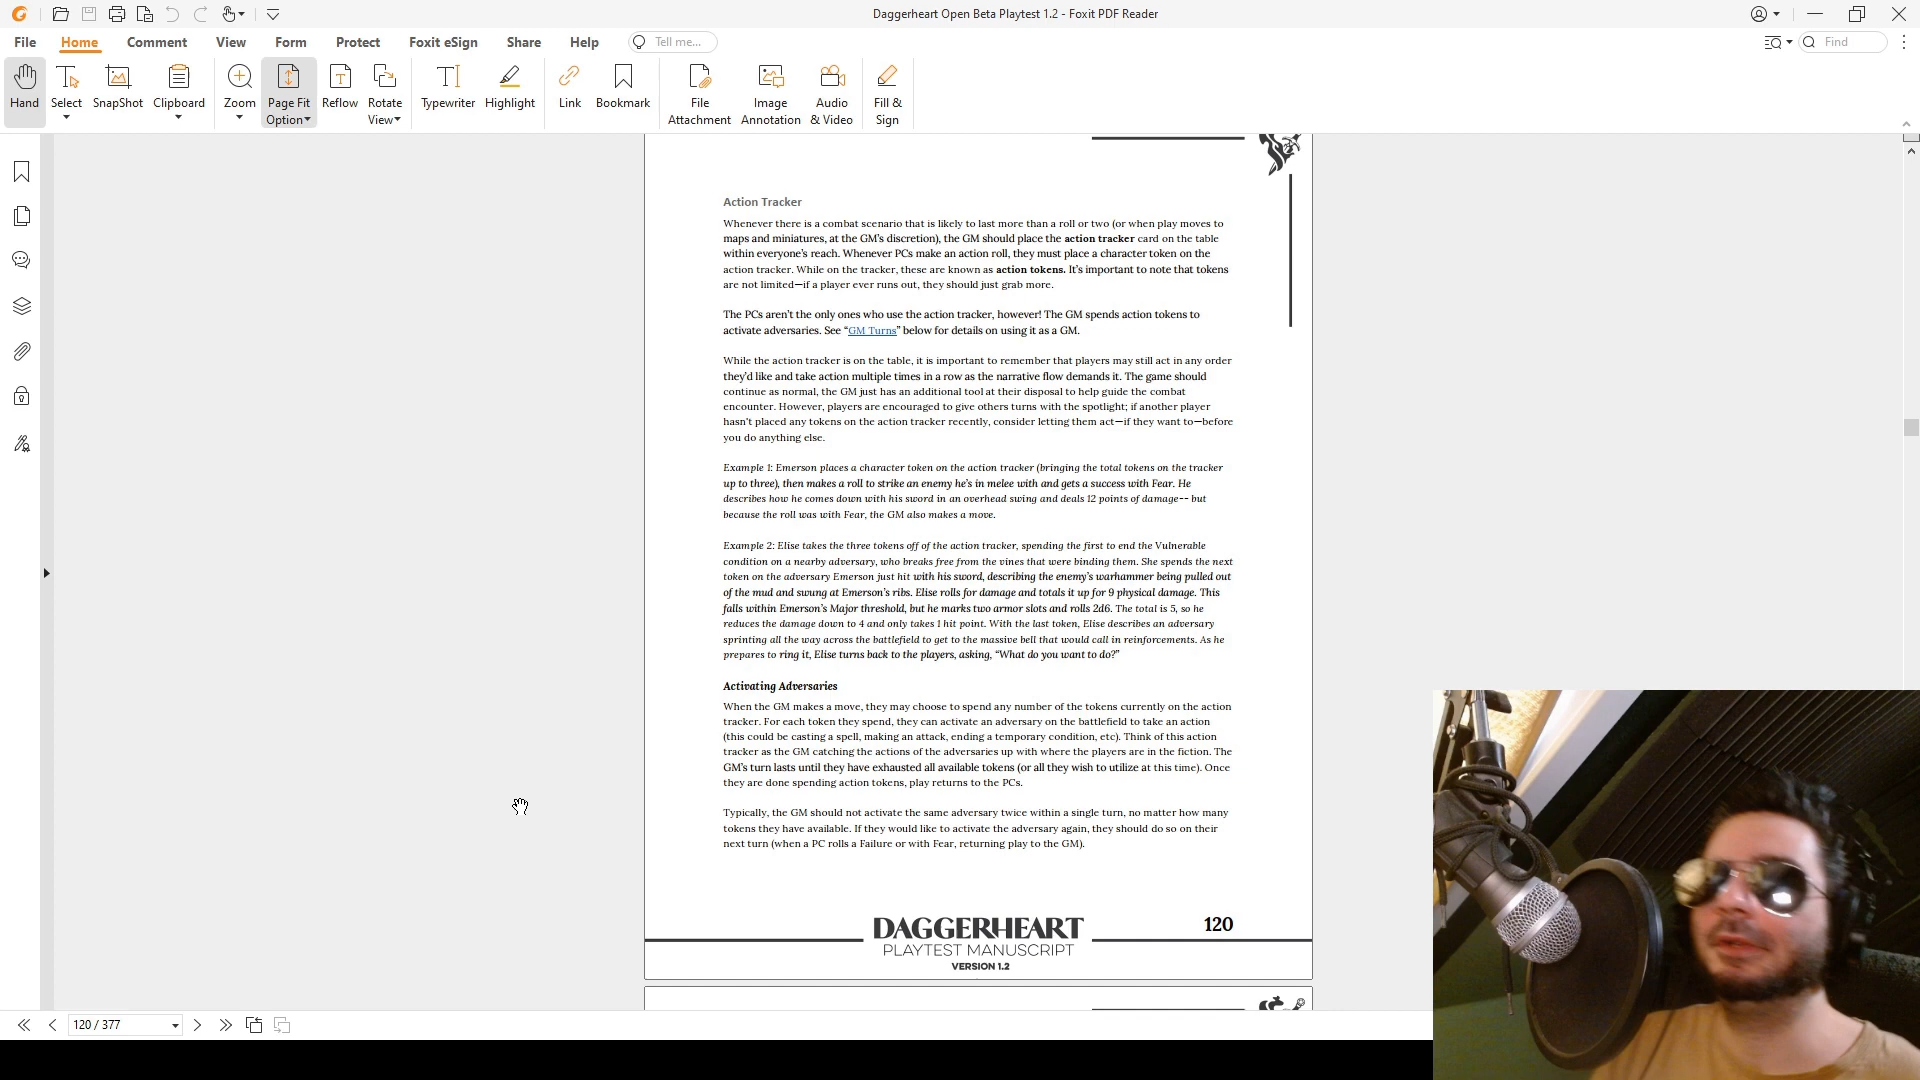 Daggerheart Open Beta Playtest 1.2 - Foxit PDF Reader
File Home Comment View Form Protect Foxit eSign Share Help Tell me... Find
Hand Select SnapShot Clipboard Zoom Page Fit Option Reflow Rotate View Typewriter Highlight Link Bookmark File Attachment Image Annotation Audio & Video Fill & Sign
Action Tracker
Whenever there is a combat scenario that is likely to last more than a roll or two (or when play moves to
maps and miniatures, at the GM's discretion), the GM should place the action tracker card on the table
within everyone's reach. Whenever PCs make an action roll, they must place a character token on the
action tracker. While on the tracker, these are known as action tokens. It's important to note that tokens
are not limited—if a player ever runs out, they should just grab more.
The PCs aren't the only ones who use the action tracker, however! The GM spends action tokens to
activate adversaries. See “GM Turns” below for details on using it as a GM.
While the action tracker is on the table, it is important to remember that players may still act in any order
they'd like and take action multiple times in a row as the narrative flow demands it. The game should
continue as normal, the GM just has an additional tool at their disposal to help guide the combat
encounter. However, players are encouraged to give others turns with the spotlight; if another player
hasn't placed any tokens on the action tracker recently, consider letting them act—if they want to—before
you do anything else.
Example 1: Emerson places a character token on the action tracker (bringing the total tokens on the tracker
up to three), then makes a roll to strike an enemy he's in melee with and gets a success with Fear. He
describes how he comes down with his sword in an overhead swing and deals 12 points of damage-- but
because the roll was with Fear, the GM also makes a move.
Example 2: Elise takes the three tokens off of the action tracker, spending the first to end the Vulnerable
condition on a nearby adversary, who breaks free from the vines that were binding them. She spends the next
token on the adversary Emerson just hit with his sword, describing the enemy's warhammer being pulled out
of the mud and swung at Emerson's ribs. Elise rolls for damage and totals it up for 9 physical damage. This
falls within Emerson's Major threshold, but he marks two armor slots and rolls 2d6. The total is 5, so he
reduces the damage down to 4 and only takes 1 hit point. With the last token, Elise describes an adversary
sprinting all the way across the battlefield to get to the massive bell that would call in reinforcements. As he
prepares to ring it, Elise turns back to the players, asking, “What do you want to do?”
Activating Adversaries
When the GM makes a move, they may choose to spend any number of the tokens currently on the action
tracker. For each token they spend, they can activate an adversary on the battlefield to take an action
(this could be casting a spell, making an attack, ending a temporary condition, etc). Think of this action
tracker as the GM catching the actions of the adversaries up with where the players are in the fiction. The
GM's turn lasts until they have exhausted all available tokens (or all they wish to utilize at this time). Once
they are done spending action tokens, play returns to the PCs.
Typically, the GM should not activate the same adversary twice within a single turn, no matter how many
tokens they have available. If they would like to activate the adversary again, they should do so on their
next turn (when a PC rolls a Failure or with Fear, returning play to the GM).
DAGGERHEART
120
PLAYTEST MANUSCRIPT
VERSION 1.2
120 / 377